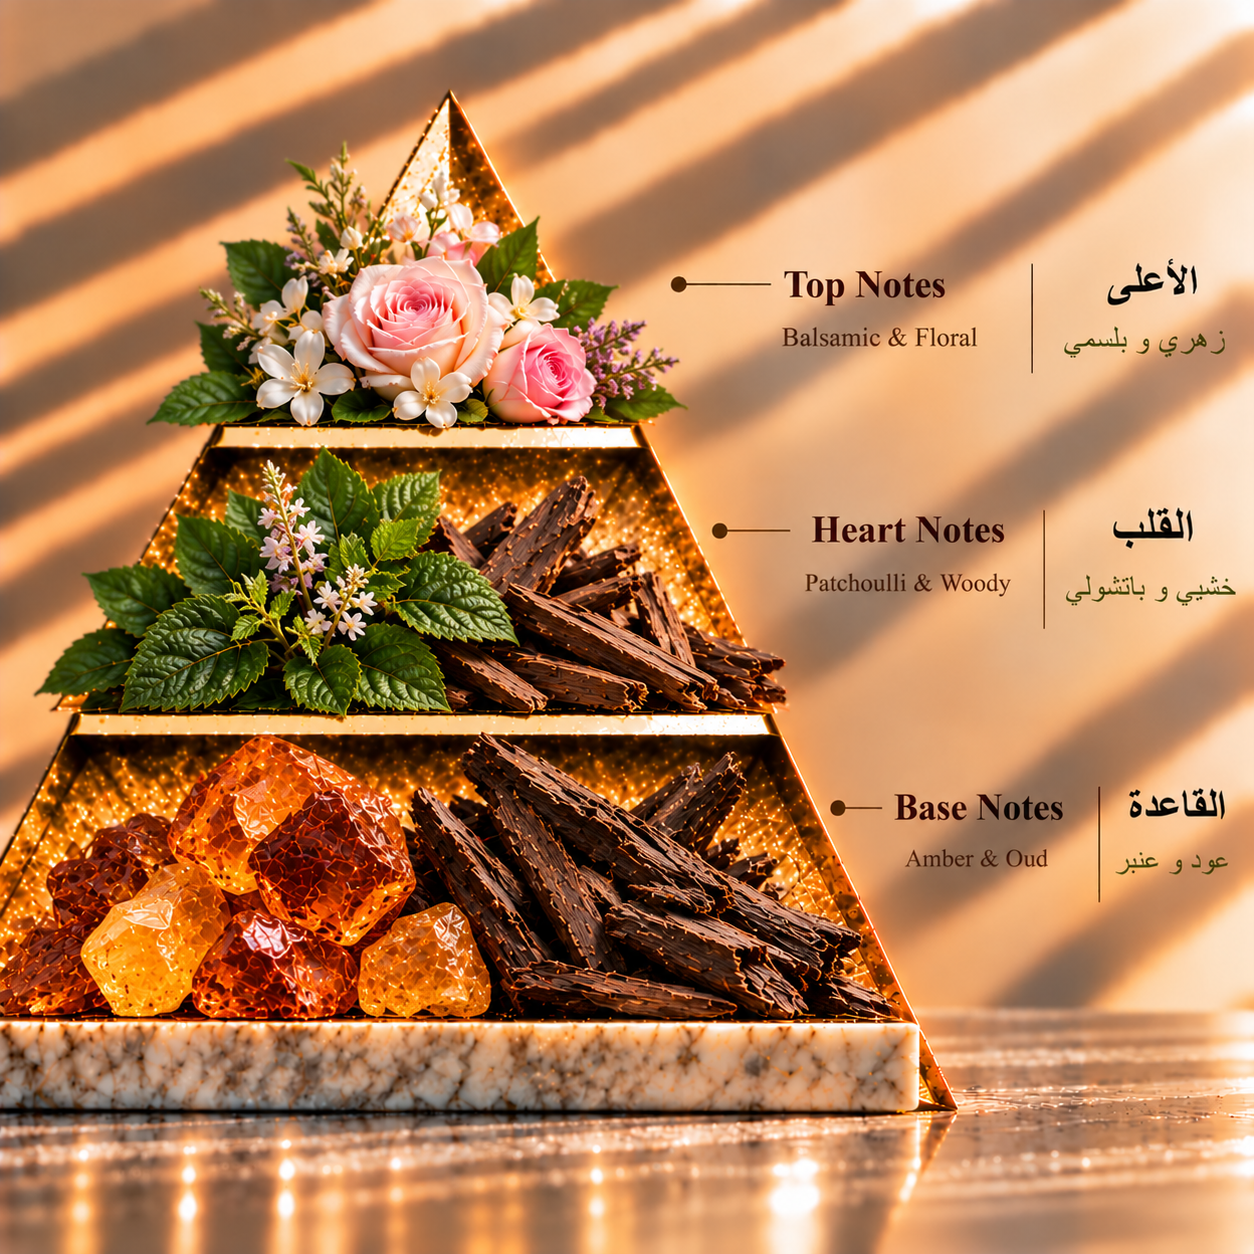 Top Notes
Balsamic & Floral
الأعلى
زهري و بلسمي
Heart Notes
Patchoulli & Woody
القلب
خشبي و باتشولي
Base Notes
Amber & Oud
القاعدة
عود و عنبر